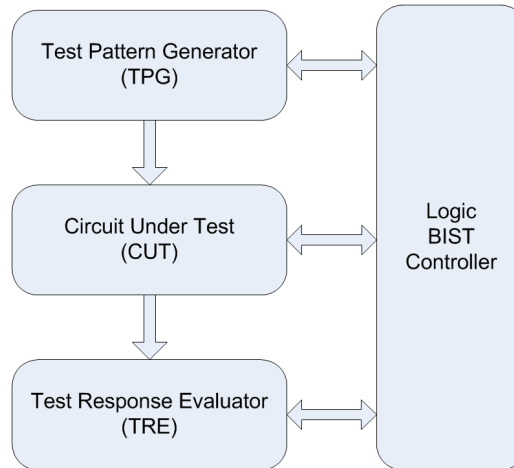 Test Pattern Generator
(TPG)
Circuit Under Test
(CUT)
Test Response Evaluator
(TRE)
Logic
BIST
Controller